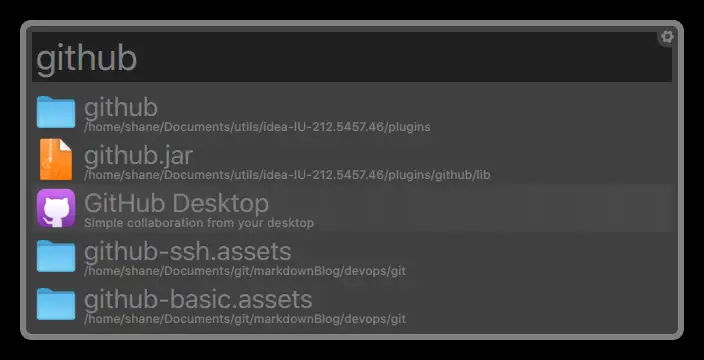 github
github
/home/shane/Documents/utils/idea-IU-212.5457.46/plugins
github.jar
/home/shane/Documents/utils/idea-IU-212.5457.46/plugins/github/lib
GitHub Desktop
Simple collaboration from your desktop
github-ssh.assets
/home/shane/Documents/git/markdownBlog/devops/git
github-basic.assets
/home/shane/Documents/git/markdownBlog/devops/git